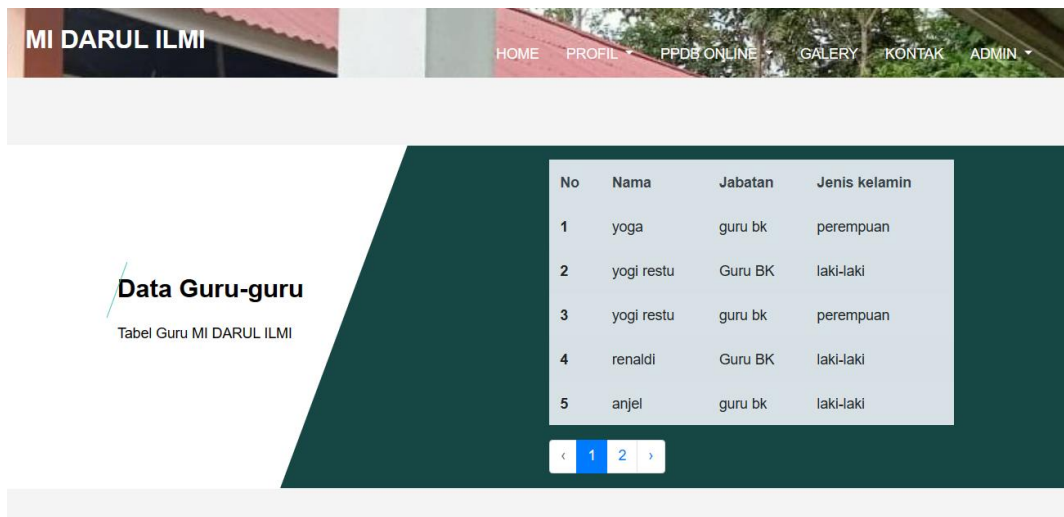 MI DARUL ILMI
HOME PROFIL PPDB ONLINE GALERY KONTAK ADMIN
Data Guru-guru
Tabel Guru MI DARUL ILMI
No Nama Jabatan Jenis kelamin
1 yoga guru bk perempuan
2 yogi restu Guru BK laki-laki
3 yogi restu guru bk perempuan
4 renaldi Guru BK laki-laki
5 anjel guru bk laki-laki
‹ 1 2 ›